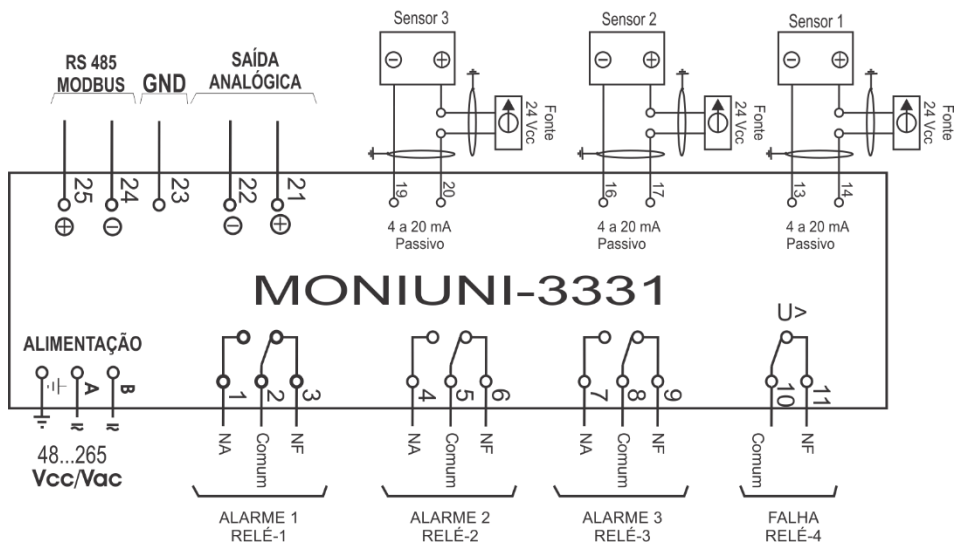 Sensor 3
Sensor 2
Sensor 1
RS 485
MODBUS
GND
SAÍDA
ANALÓGICA
Fonte
24 Vcc
Fonte
24 Vcc
Fonte
24 Vcc
25
24
23
22
21
19
20
16
17
13
14
4 a 20 mA
Passivo
4 a 20 mA
Passivo
4 a 20 mA
Passivo
MONIUNI-3331
U>
ALIMENTAÇÃO
A
B
48...265
Vcc/Vac
1
2
3
4
5
6
7
8
9
10
11
NA
Comum
NF
NA
Comum
NF
NA
Comum
NF
Comum
NF
ALARME 1
RELÉ-1
ALARME 2
RELÉ-2
ALARME 3
RELÉ-3
FALHA
RELÉ-4